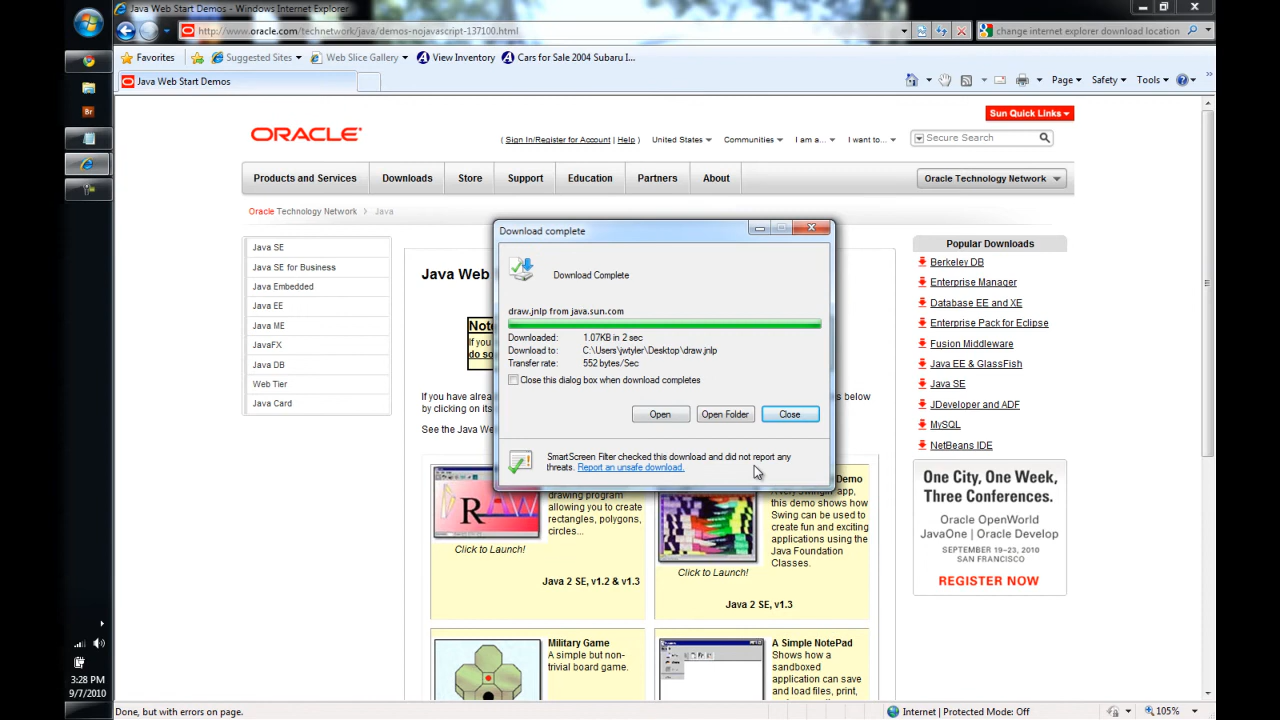 Java Web Start Demos - Windows Internet Explorer
http://www.oracle.com/technetwork/java/demos-nojavascript-137100.html
change internet explorer download location
Favorites
Suggested Sites
Web Slice Gallery
View Inventory
Cars for Sale 2004 Subaru I...
Java Web Start Demos
Page
Safety
Tools
Sun Quick Links
ORACLE
( Sign In/Register for Account | Help )
United States
Communities
I am a...
I want to...
Secure Search
Products and Services
Downloads
Store
Support
Education
Partners
About
Oracle Technology Network
Oracle Technology Network > Java
Java SE
Java SE for Business
Java Embedded
Java EE
Java ME
JavaFX
Java DB
Web Tier
Java Card
Java Web
Note
If you
do so
If you have alrea
below
by clicking on its
See the Java We
Download complete
Download Complete
draw.jnlp from java.sun.com
Downloaded: 1.07KB in 2 sec
Download to: C:\Users\jwtyler\Desktop\draw.jnlp
Transfer rate: 552 bytes/Sec
Close this dialog box when download completes
Open
Open Folder
Close
SmartScreen Filter checked this download and did not report any
threats. Report an unsafe download.
drawing program
allowing you to create
rectangles, polygons,
circles...
Click to Launch!
Java 2 SE, v1.2 & v1.3
Demo
A very Swingin' app,
this demo shows how
Swing can be used to
create fun and exciting
applications using the
Java Foundation
Classes.
Click to Launch!
Java 2 SE, v1.3
Military Game
A simple but non-
trivial board game.
A Simple NotePad
Shows how a
sandboxed
application can save
and load files, print,
Popular Downloads
Berkeley DB
Enterprise Manager
Database EE and XE
Enterprise Pack for Eclipse
Fusion Middleware
Java EE & GlassFish
Java SE
JDeveloper and ADF
MySQL
NetBeans IDE
One City, One Week,
Three Conferences.
Oracle OpenWorld
JavaOne | Oracle Develop
SEPTEMBER 19–23, 2010
SAN FRANCISCO
REGISTER NOW
Br
3:28 PM
9/7/2010
Done, but with errors on page.
Internet | Protected Mode: Off
105%